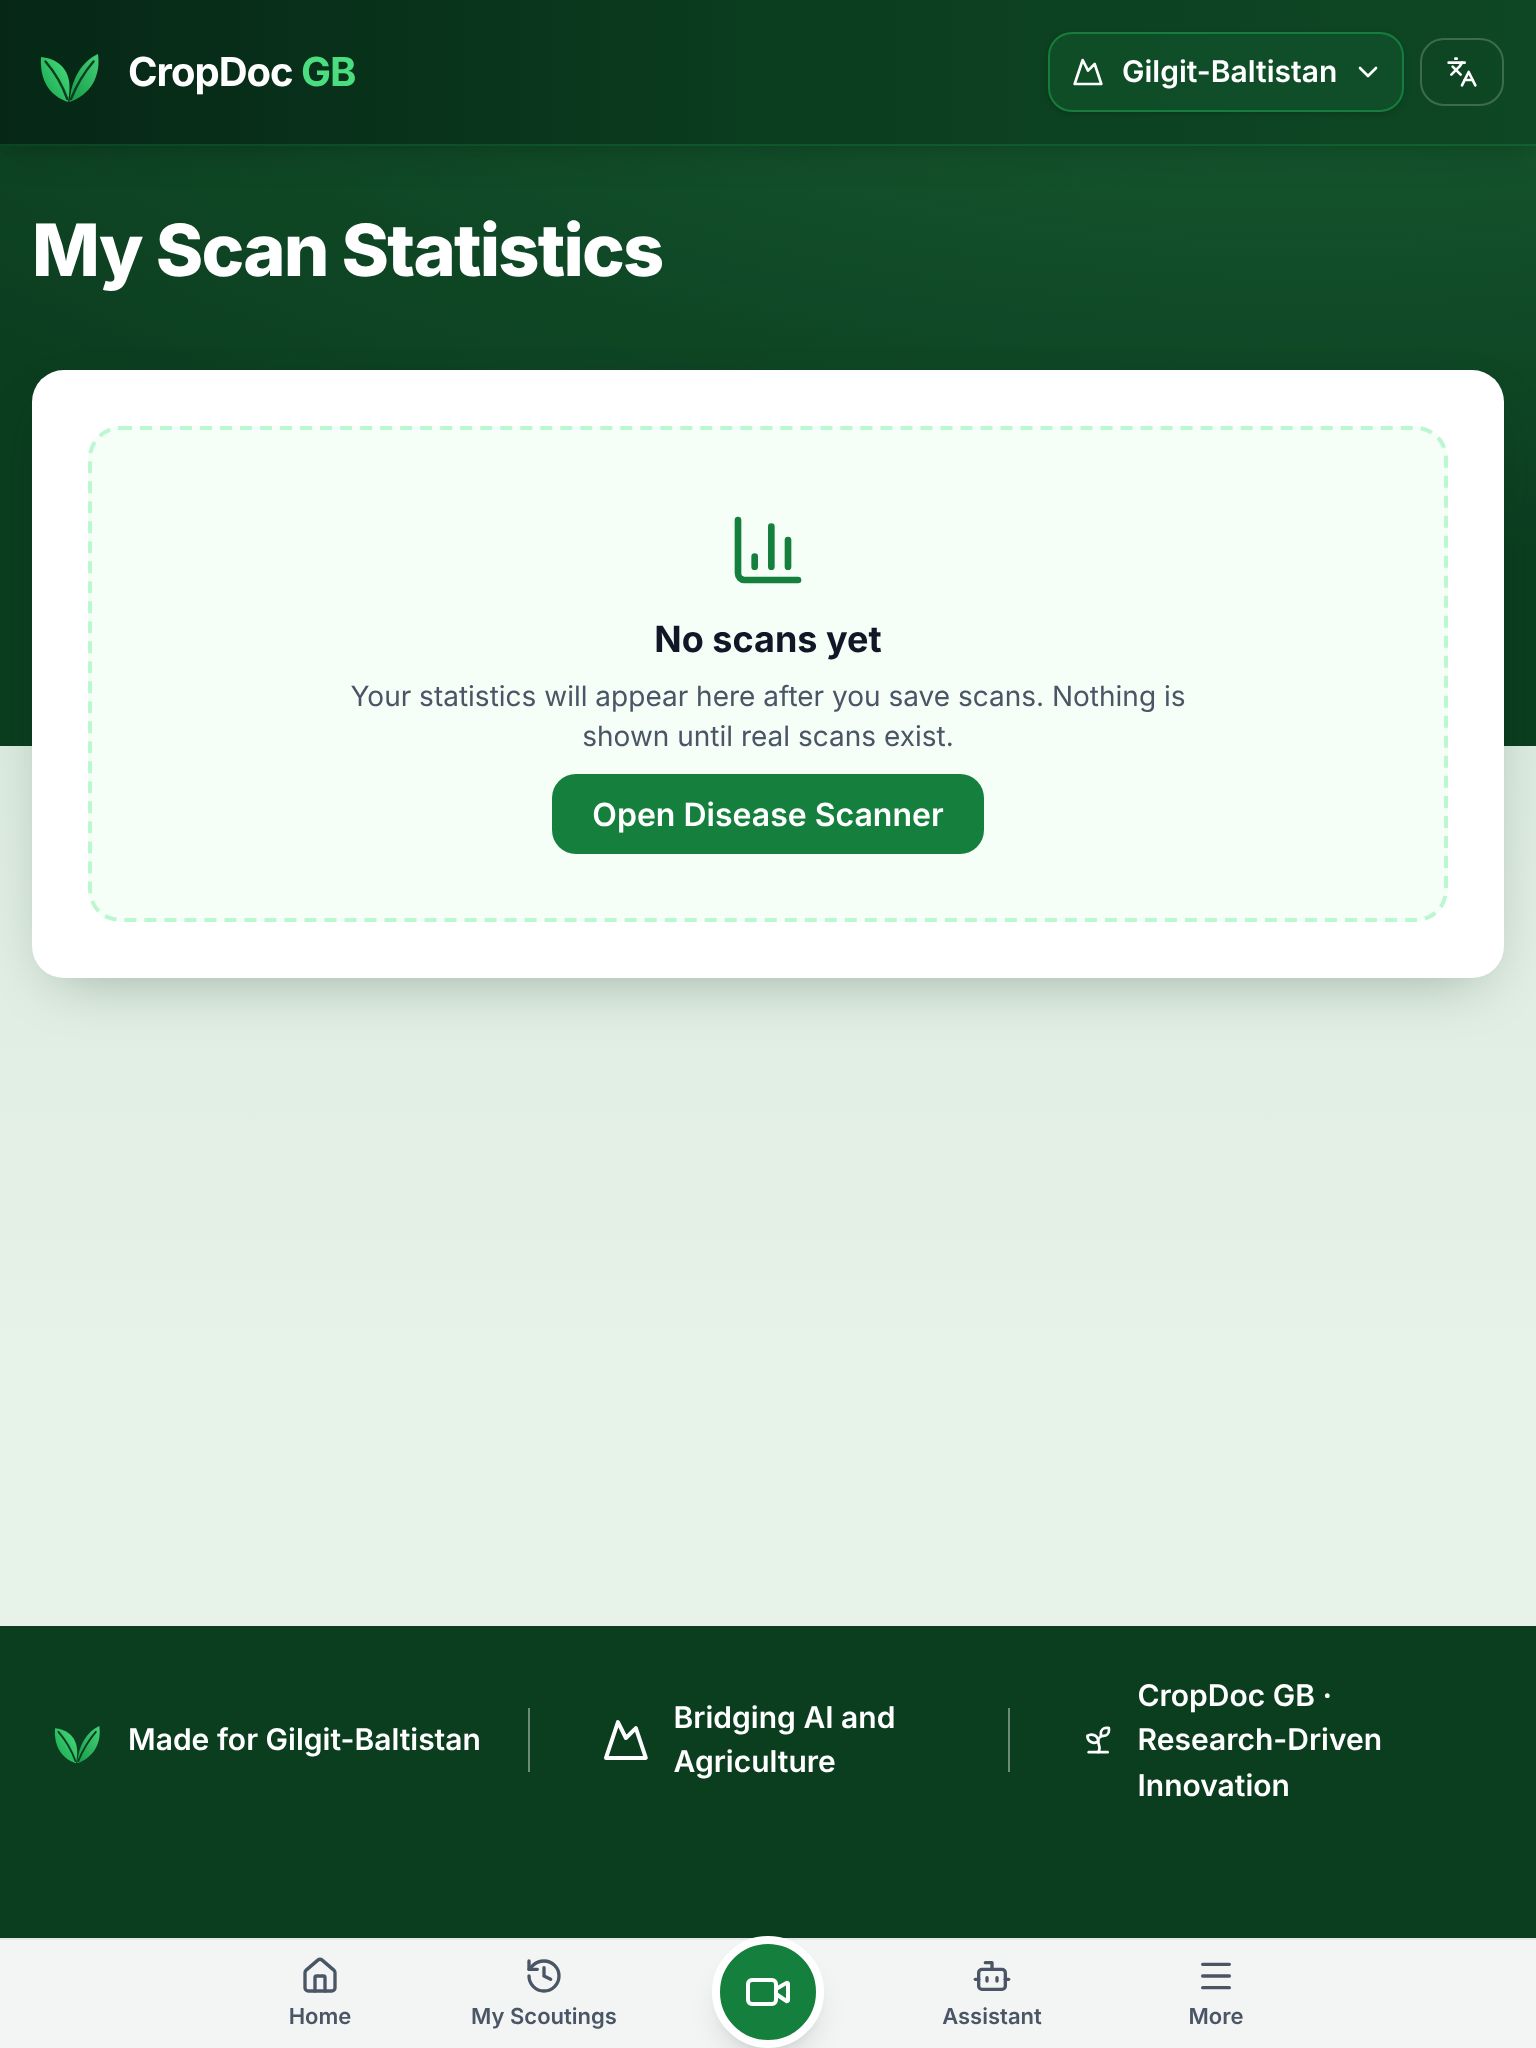 CropDoc GB
Gilgit-Baltistan
My Scan Statistics
No scans yet
Your statistics will appear here after you save scans. Nothing is
shown until real scans exist.
Open Disease Scanner
Made for Gilgit-Baltistan
Bridging AI and
Agriculture
CropDoc GB ·
Research-Driven
Innovation
Home
My Scoutings
Assistant
More